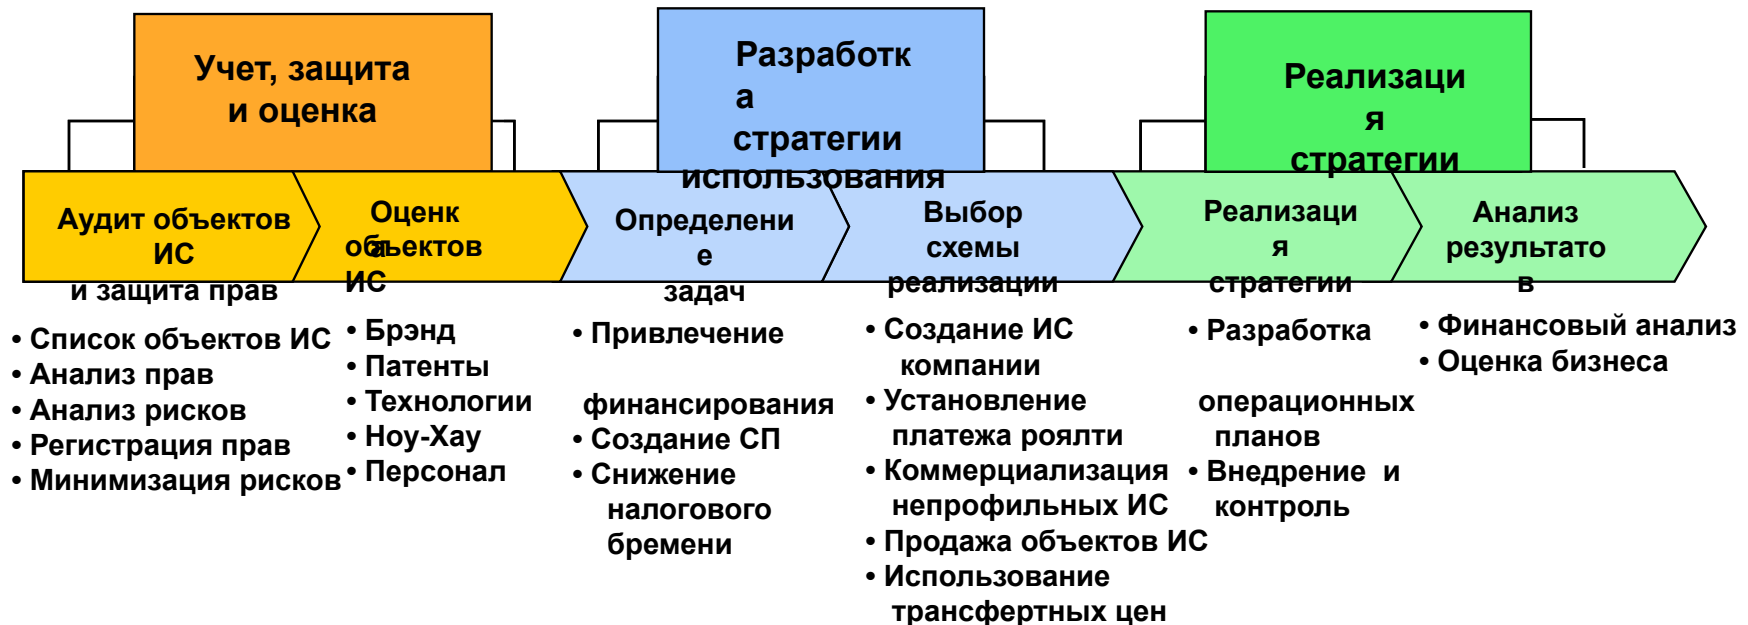 Учет, защита
и оценка
Разработк
а
стратегии
использования
Реализаци
я
стратегии
Аудит объектов
ИС
и защита прав
Оценк
а
объектов
ИС
Определени
е
задач
Выбор
схемы
реализации
Реализаци
я
стратегии
Анализ
результато
в
• Список объектов ИС
• Анализ прав
• Анализ рисков
• Регистрация прав
• Минимизация рисков
• Брэнд
• Патенты
• Технологии
• Ноу-Хау
• Персонал
• Привлечение
финансирования
• Создание СП
• Снижение
налогового
бремени
• Создание ИС
компании
• Установление
платежа роялти
• Коммерциализация
непрофильных ИС
• Продажа объектов ИС
• Использование
трансфертных цен
• Разработка
операционных
планов
• Внедрение и
контроль
• Финансовый анализ
• Оценка бизнеса